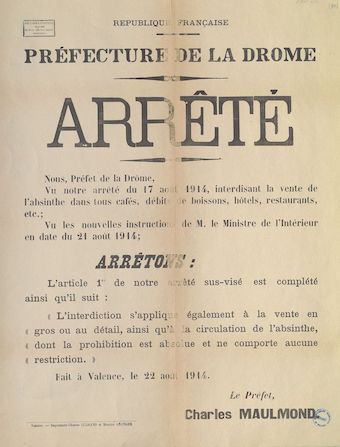 RÉPUBLIQUE FRANÇAISE
PRÉFECTURE DE LA DROME
ARRÊTÉ
Nous, Préfet de la Drôme,
Vu notre arrêté du 17 août 1914, interdisant la vente de
l'absinthe dans tous cafés, débits de boissons, hôtels, restaurants,
etc.;
Vu les nouvelles instructions de M. le Ministre de l'Intérieur
en date du 21 août 1914;
ARRÊTONS :
L'article 1er de notre arrêté sus-visé est complété
ainsi qu'il suit :
« L'interdiction s'applique également à la vente en
« gros ou au détail, ainsi qu'à la circulation de l'absinthe,
« dont la prohibition est absolue et ne comporte aucune
« restriction. »
Fait à Valence, le 22 août 1914.
Le Préfet,
Charles MAULMOND.